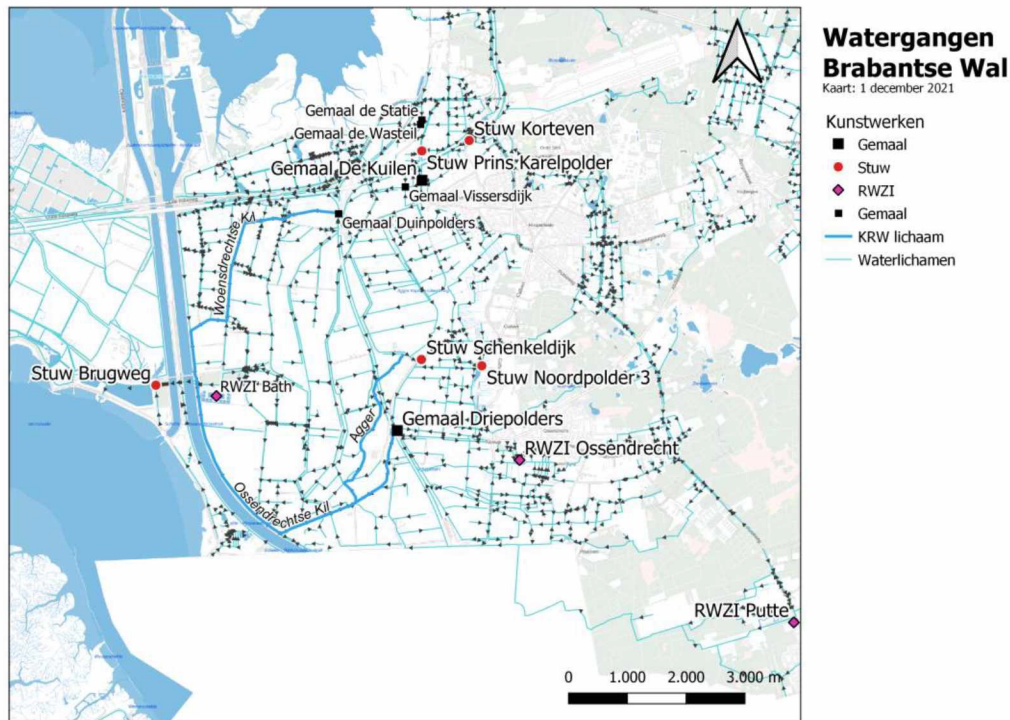 Watergangen
Brabantse Wal
Kaart: 1 december 2021
Kunstwerken
Gemaal
Stuw
RWZI
Gemaal
KRW lichaam
Waterlichamen
Gemaal de Statie
Gemaal de Wasteil
Stuw Korteven
Gemaal De Kuilen
Stuw Prins Karelpolder
Gemaal Vissersdijk
Gemaal Duinpolders
Woensdrechtse Kil
Stuw Schenkeldijk
Stuw Brugweg
Stuw Noordpolder 3
RWZI Bath
Agger
Gemaal Driepolders
RWZI Ossendrecht
Ossendrechtse Kil
RWZI Putte
0 1.000 2.000 3.000 m